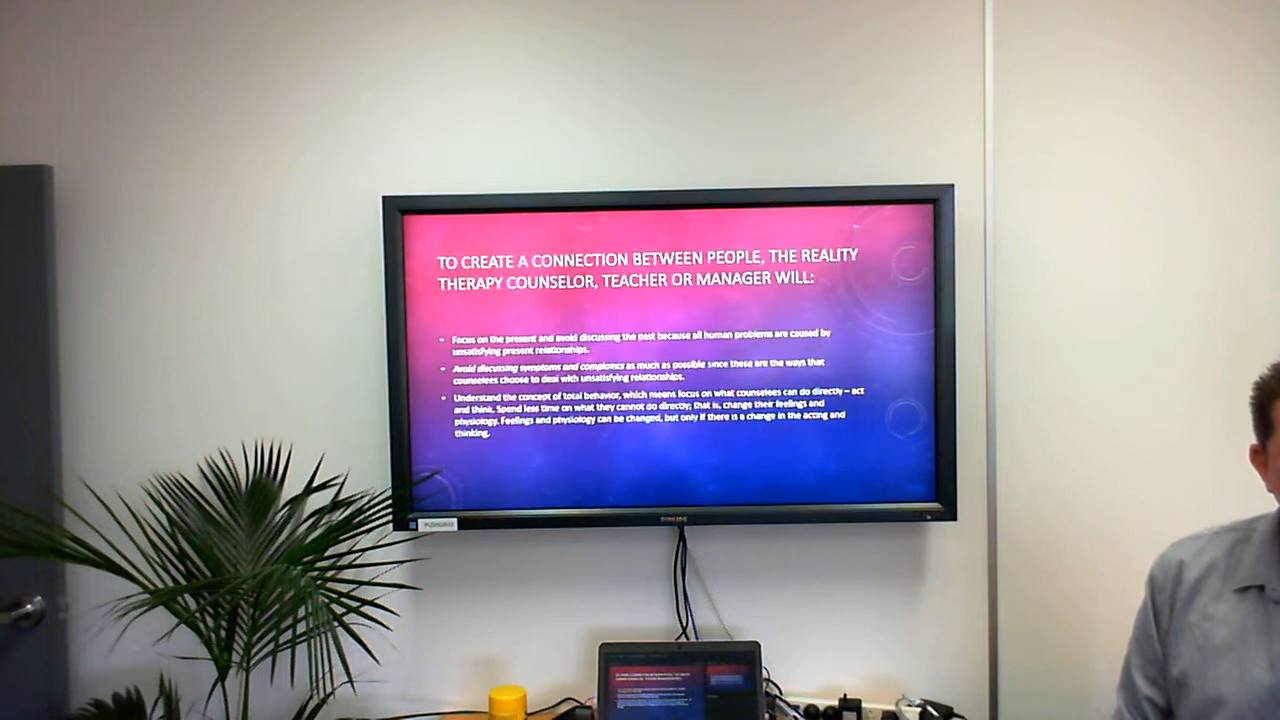 TO CREATE A CONNECTION BETWEEN PEOPLE, THE REALITY
THERAPY COUNSELOR, TEACHER OR MANAGER WILL:
• Focus on the present and avoid discussing the past because all human problems are caused by
unsatisfying present relationships.
• Avoid discussing symptoms and complaints as much as possible since these are the ways that
counselees choose to deal with unsatisfying relationships.
• Understand the concept of total behavior, which means focus on what counselees can do directly – act
and think. Spend less time on what they cannot do directly; that is, change their feelings and
physiology. Feelings and physiology can be changed, but only if there is a change in the acting and
thinking.